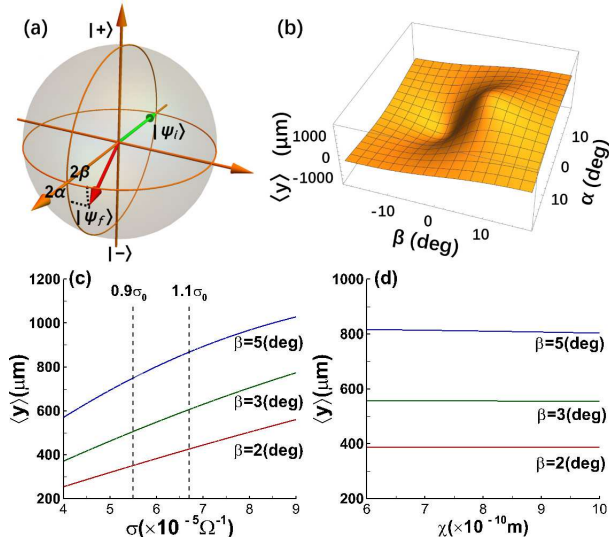 (a)
|+⟩
|ψi⟩
2β
2α
|ψf⟩
|−⟩
(b)
⟨y⟩ (μm)
1000
0
-1000
-10
0
10
β (deg)
10
0
10
α (deg)
(c)
1200
1000
800
600
400
200
⟨y⟩(μm)
0.9σ0
1.1σ0
β=5(deg)
β=3(deg)
β=2(deg)
4
5
6
7
8
9
σ(×10⁻⁵Ω⁻¹)
(d)
1000
800
600
400
200
⟨y⟩(μm)
β=5(deg)
β=3(deg)
β=2(deg)
6
7
8
9
10
χ(×10⁻¹⁰m)